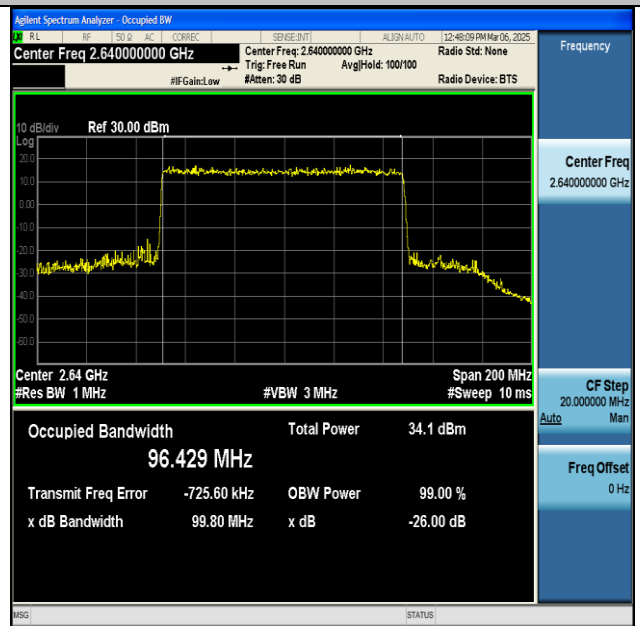 Agilent Spectrum Analyzer - Occupied BW
LXI RL RF 50 Ω AC CORREC SENSE:INT ALIGN AUTO 12:48:09 PM Mar 06, 2025
Center Freq 2.640000000 GHz Center Freq: 2.640000000 GHz Radio Std: None
Trig: Free Run Avg|Hold: 100/100
#IFGain:Low #Atten: 30 dB Radio Device: BTS
Frequency
10 dB/div Ref 30.00 dBm
Log
20.0
10.0
0.00
-10.0
-20.0
-30.0
-40.0
-50.0
-60.0
Center 2.64 GHz Span 200 MHz
#Res BW 1 MHz #VBW 3 MHz #Sweep 10 ms
Occupied Bandwidth Total Power 34.1 dBm
96.429 MHz
Transmit Freq Error -725.60 kHz OBW Power 99.00 %
x dB Bandwidth 99.80 MHz x dB -26.00 dB
Center Freq
2.640000000 GHz
CF Step
20.000000 MHz
Auto Man
Freq Offset
0 Hz
MSG STATUS